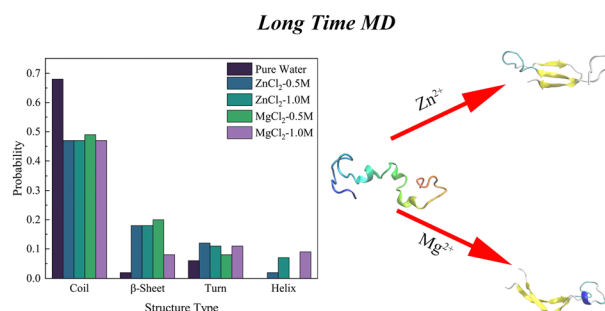 Long Time MD
Probability
0.7
0.6
0.5
0.4
0.3
0.2
0.1
0.0
Pure Water
ZnCl₂-0.5M
ZnCl₂-1.0M
MgCl₂-0.5M
MgCl₂-1.0M
Coil
β-Sheet
Turn
Helix
Structure Type
Zn²⁺
Mg²⁺